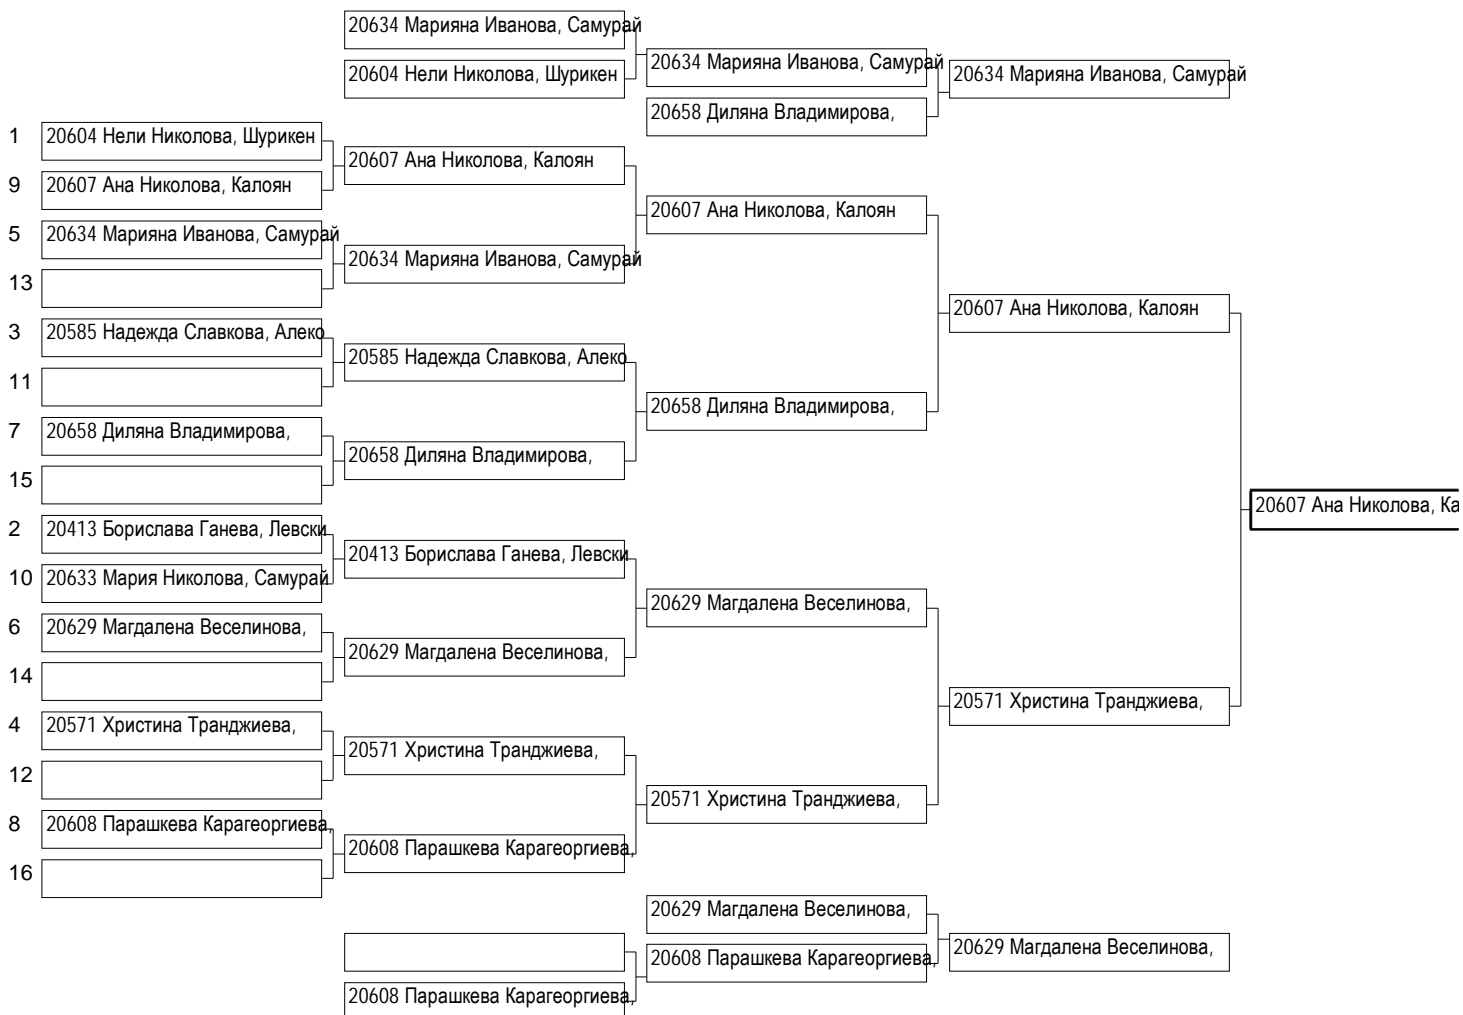 20634 Марияна Иванова, Самурай
20604 Нели Николова, Шурикен
20634 Марияна Иванова, Самурай
20658 Диляна Владимирова,
20634 Марияна Иванова, Самурай
1 20604 Нели Николова, Шурикен
9 20607 Ана Николова, Калоян
5 20634 Марияна Иванова, Самурай
13
3 20585 Надежда Славкова, Алеко
11
7 20658 Диляна Владимирова,
15
2 20413 Борислава Ганева, Левски
10 20633 Мария Николова, Самурай
6 20629 Магдалена Веселинова,
14
4 20571 Христина Транджиева,
12
8 20608 Парашкева Карагеоргиева,
16
20607 Ана Николова, Калоян
20634 Марияна Иванова, Самурай
20585 Надежда Славкова, Алеко
20658 Диляна Владимирова,
20413 Борислава Ганева, Левски
20629 Магдалена Веселинова,
20571 Христина Транджиева,
20608 Парашкева Карагеоргиева,
20607 Ана Николова, Калоян
20658 Диляна Владимирова,
20629 Магдалена Веселинова,
20571 Христина Транджиева,
20607 Ана Николова, Калоян
20571 Христина Транджиева,
20607 Ана Николова, Ка
20608 Парашкева Карагеоргиева,
20629 Магдалена Веселинова,
20608 Парашкева Карагеоргиева,
20629 Магдалена Веселинова,